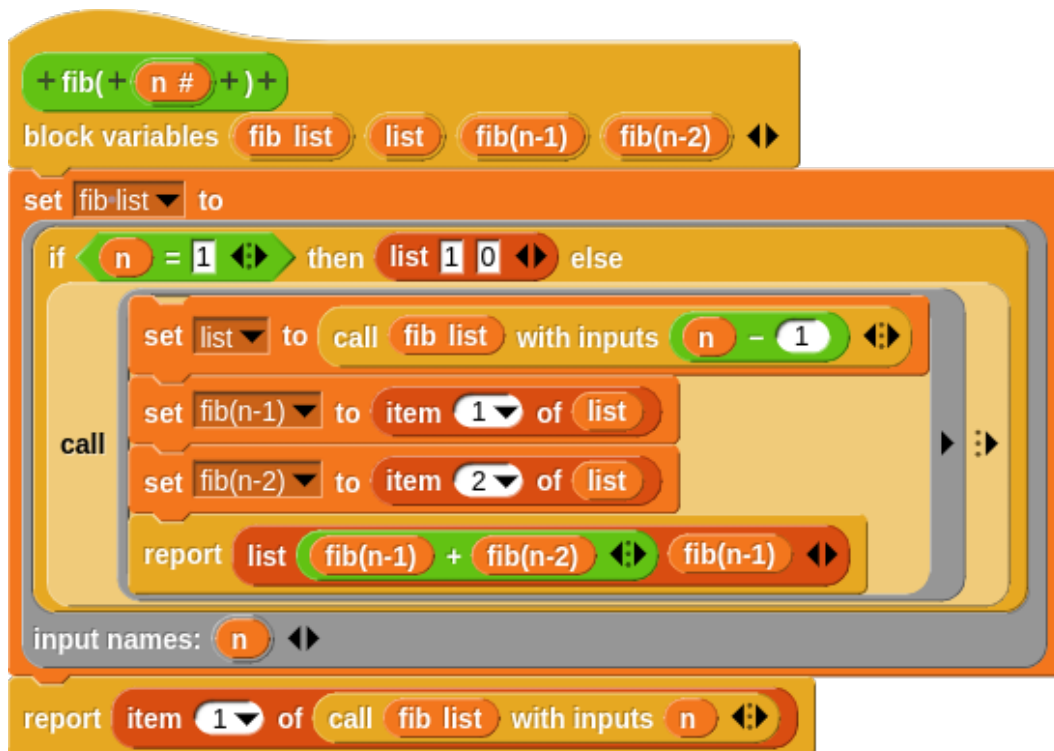 + fib( + n # + ) +
block variables fib list list fib(n-1) fib(n-2)
set fib list to
if n = 1 then list 1 0 else
set list to call fib list with inputs n - 1
set fib(n-1) to item 1 of list
call
set fib(n-2) to item 2 of list
report list fib(n-1) + fib(n-2) fib(n-1)
input names: n
report item 1 of call fib list with inputs n